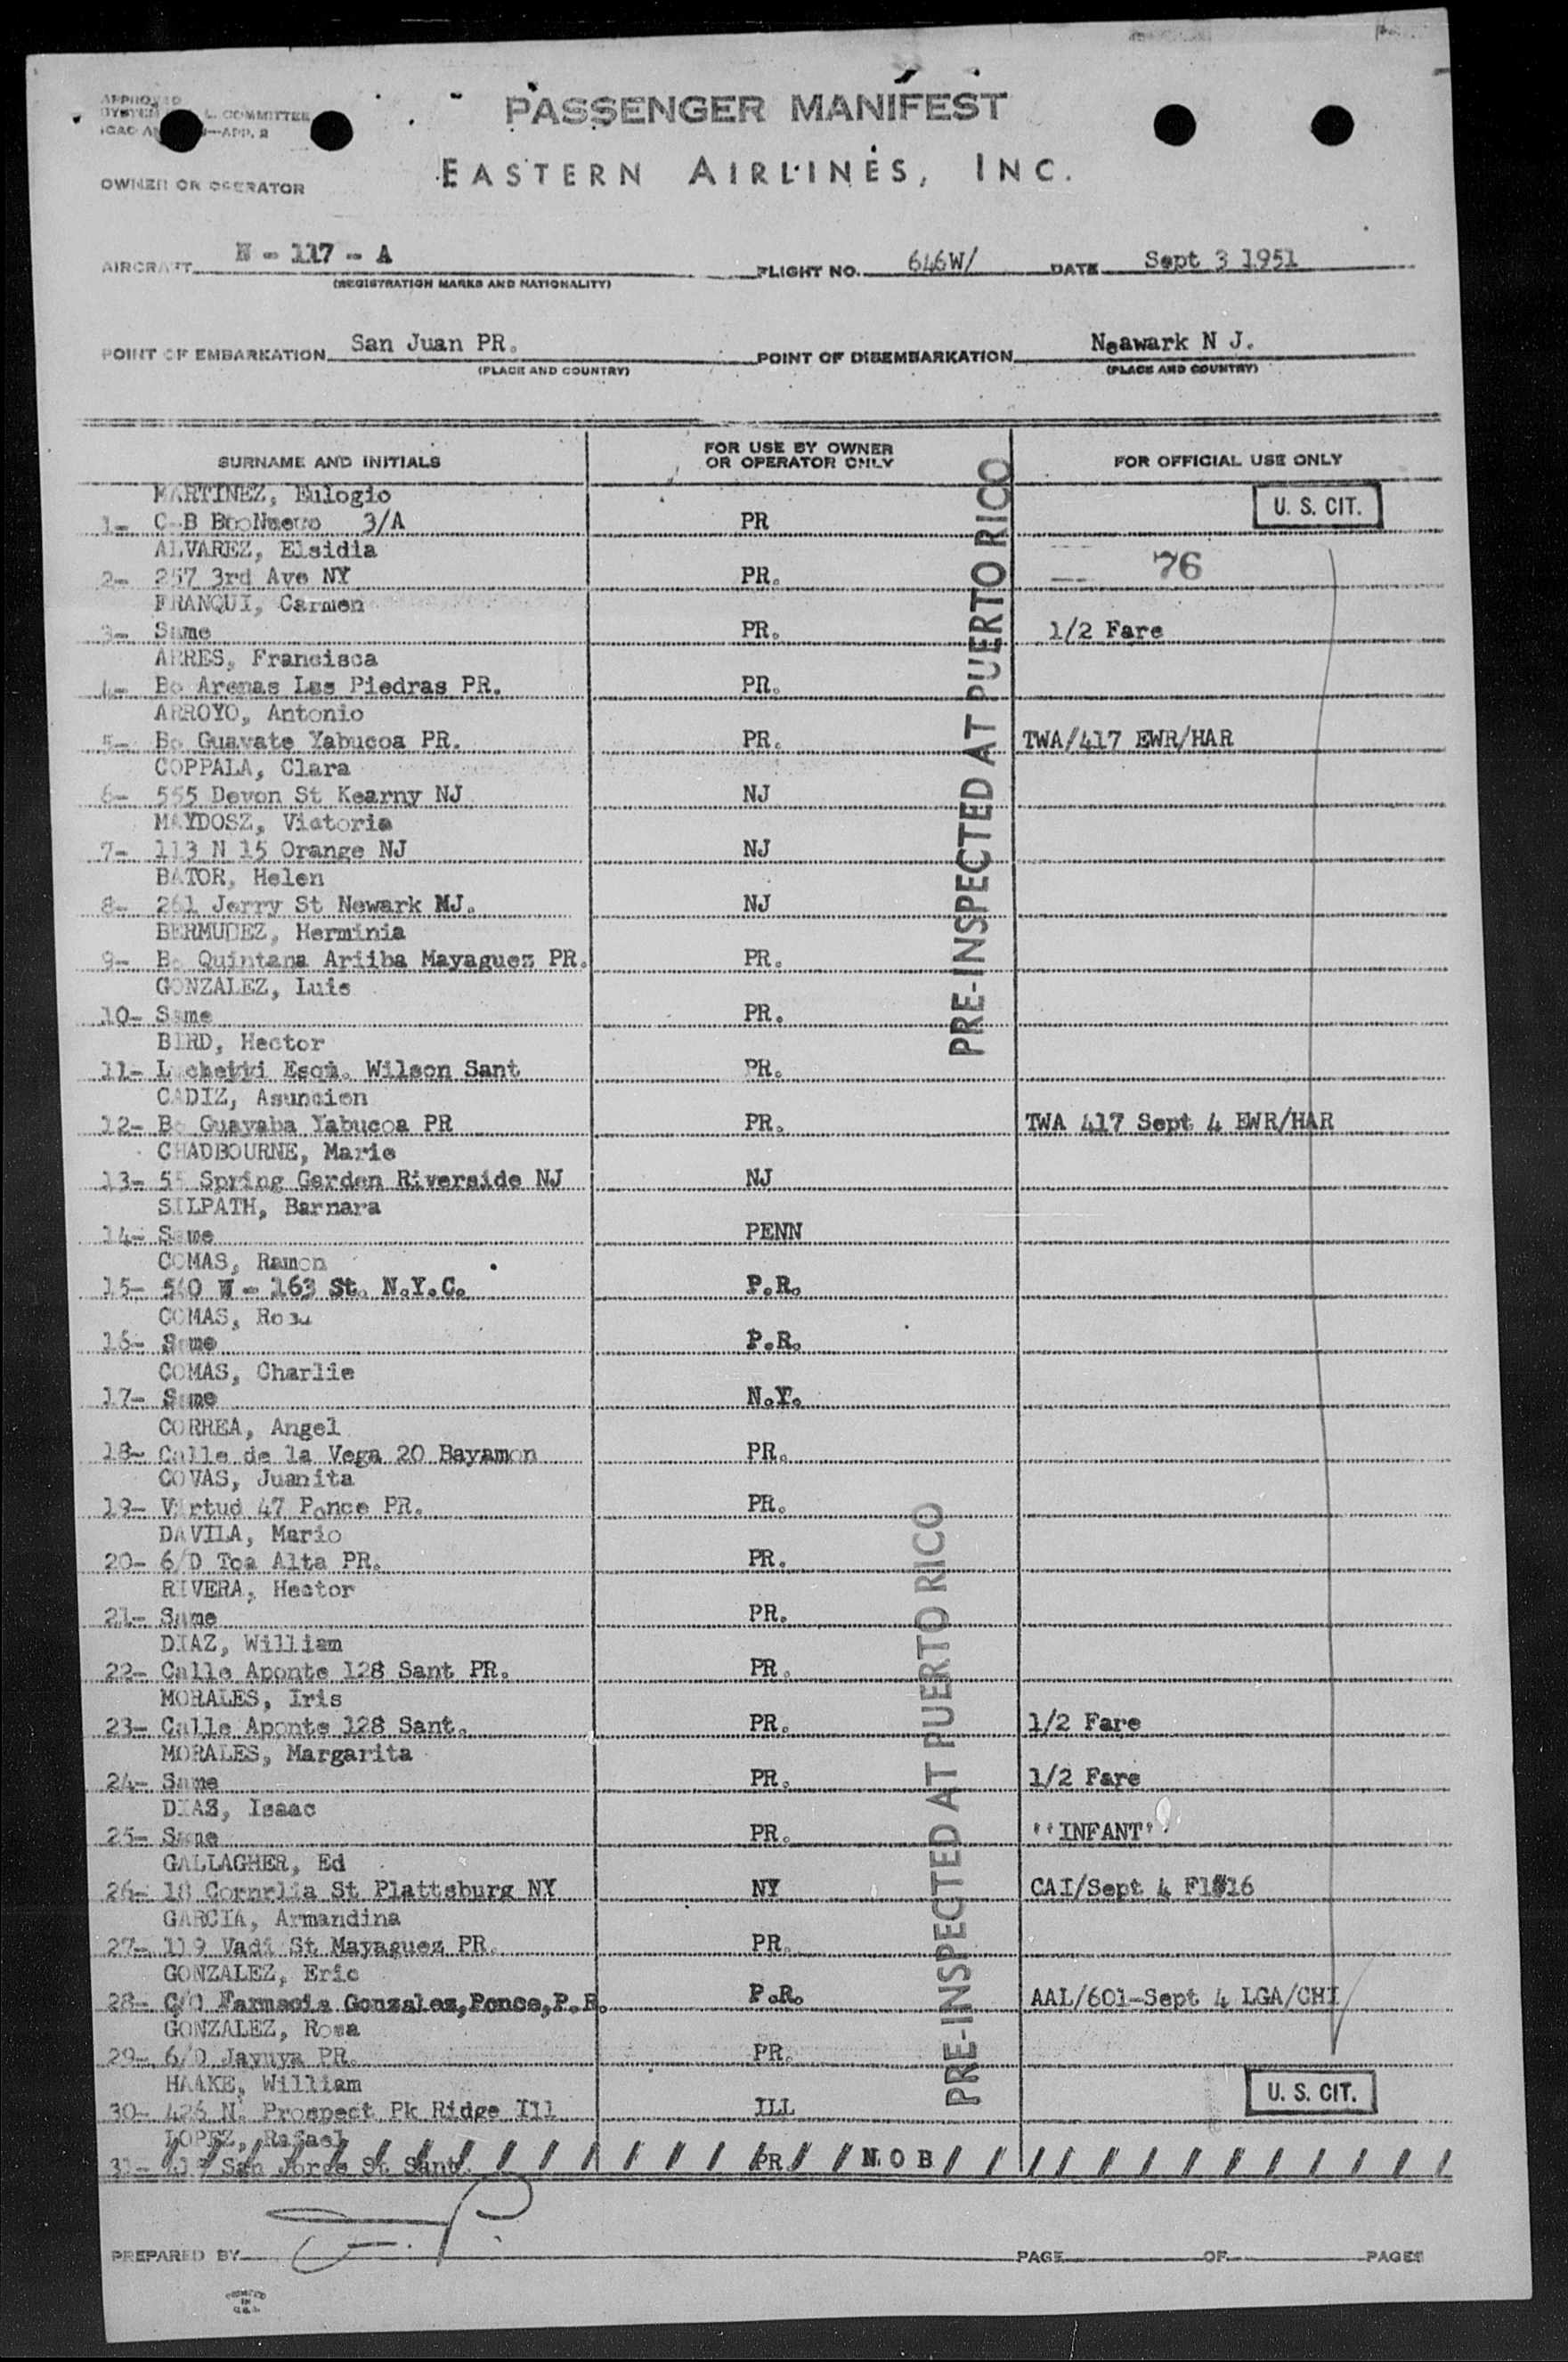 PASSENGER MANIFEST
COMMITTEE
APP. 2
EASTERN AIRLINES, INC.
OWNER OR OPERATOR
AIRCRAFT N - 117 - A FLIGHT NO. 646W/ DATE Sept 3 1951
(REGISTRATION MARKS AND NATIONALITY)
POINT OF EMBARKATION San Juan PR. POINT OF DISEMBARKATION Neawark N J.
(PLACE AND COUNTRY) (PLACE AND COUNTRY)
SURNAME AND INITIALS FOR USE BY OWNER OR OPERATOR ONLY FOR OFFICIAL USE ONLY
MARTINEZ, Eulogio U. S. CIT.
1- 3/A PR
ALVAREZ, Elsidia
2- 257 3rd Ave NY PR. 76
FRANQUI, Carmen
3- Same PR. 1/2 Fare
ARRES, Francisca
4- Bo Arenas Las Piedras PR. PR.
ARROYO, Antonio
5- Bo Guavate Yabucoa PR. PR. TWA/417 EWR/HAR
COPPALA, Clara
6- 555 Devon St Kearny NJ NJ
MAYDOSZ, Victoria
7- 113 N 15 Orange NJ NJ
BATOR, Helen
8- 261 Jerry St Newark NJ. NJ
BERMUDEZ, Herminia
9- Bo Quintana Ariiba Mayaguez PR. PR.
GONZALEZ, Luis
10- Same PR.
BIRD, Hector
11- Esqi. Wilson Sant PR.
CADIZ, Asuncion
12- Bo Guayaba Yabucoa PR PR. TWA 417 Sept 4 EWR/HAR
CHADBOURNE, Marie
13- Spring Garden Riverside NJ NJ
SILPATH, Barnara
14- Same PENN
COMAS, Ramon
15- 540 W - 163 St. N.Y.C. P.R.
COMAS, Rosa
16- Same P.R.
COMAS, Charlie
17- Same N.Y.
CORREA, Angel
18- Calle de la Vega 20 Bayamon PR.
COVAS, Juanita
19- Virtud 47 Ponce PR. PR.
DAVILA, Mario
20- 6/D Toa Alta PR. PR.
RIVERA, Hector
21- Same PR.
DIAZ, William
22- Calle Aponte 128 Sant PR. PR.
MORALES, Iris
23- Calle Aponte 128 Sant. PR. 1/2 Fare
MORALES, Margarita
24- Same PR. 1/2 Fare
DIAS, Isaac
25- Same PR. ''INFANT''
GALLAGHER, Ed
26- 18 Cornelia St Plattsburg NY NY CAI/Sept 4 Fl#16
GARCIA, Armandina
27- 119 Vadi St Mayaguez PR. PR.
GONZALEZ, Eric
28- C/O Farmacia Gonzalez,Ponce,P.R. P.R. AAL/601-Sept 4 LGA/CHI
GONZALEZ, Rosa
29- 6/D Jayuya PR. PR.
HAAKE, William
30- 426 N. Prospect Pk Ridge Ill ILL U. S. CIT.
LOPEZ, Rafael
31- San Jorge St Sant. PR N O B
PRE-INSPECTED AT PUERTO RICO
PRE-INSPECTED AT PUERTO RICO
PREPARED BY PAGE OF PAGES
PRINTED
IN
U.S.A.